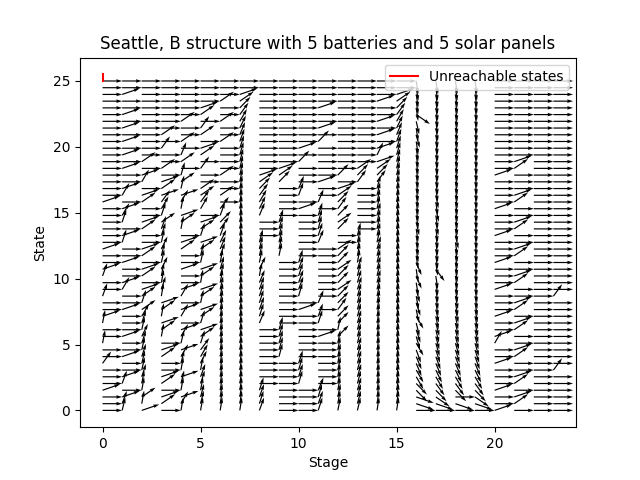 Seattle, B structure with 5 batteries and 5 solar panels
Unreachable states
25
20
15
10
5
0
State
0 5 10 15 20
Stage